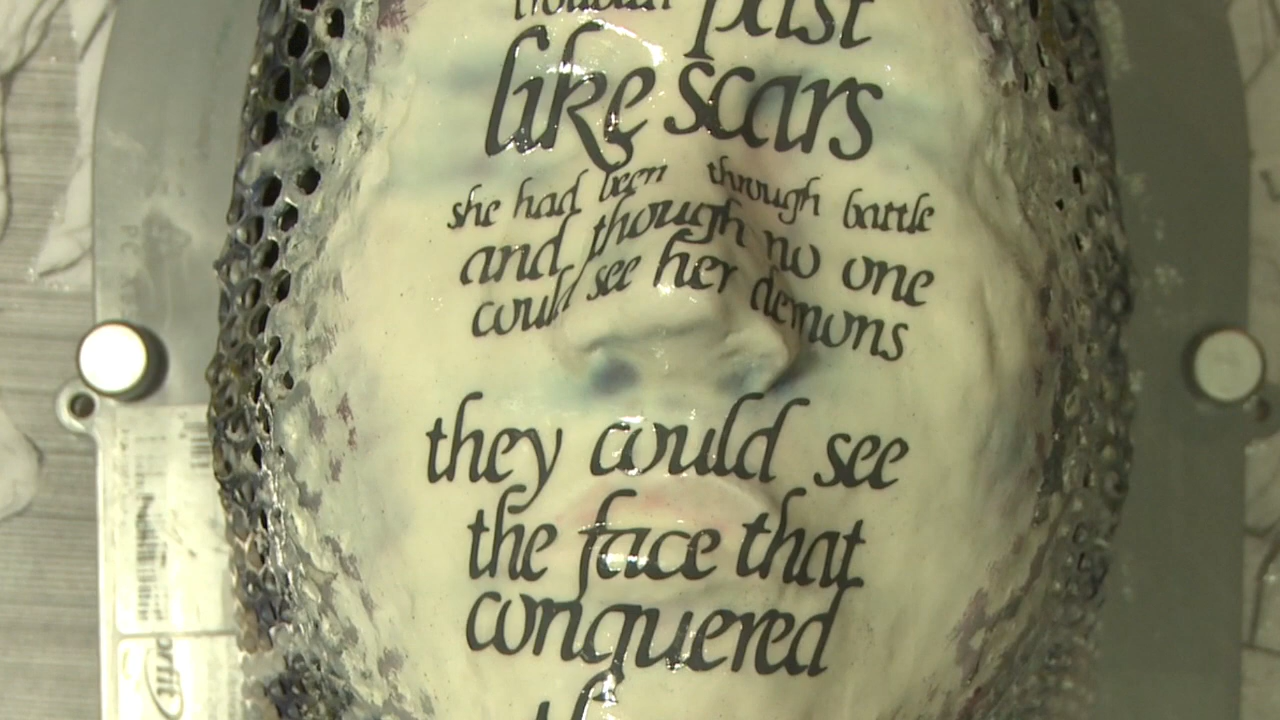 past
like scars
she had been through battle
and though no one
could see her demons
they could see
the face that
conquered